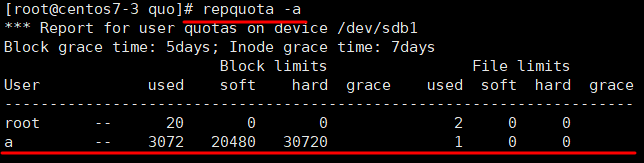 [root@centos7-3 quo]# repquota -a
*** Report for user quotas on device /dev/sdb1
Block grace time: 5days; Inode grace time: 7days
                        Block limits                File limits
User            used    soft    hard  grace    used  soft  hard  grace
----------------------------------------------------------------------
root      --      20       0       0              2     0     0
a         --    3072   20480   30720              1     0     0